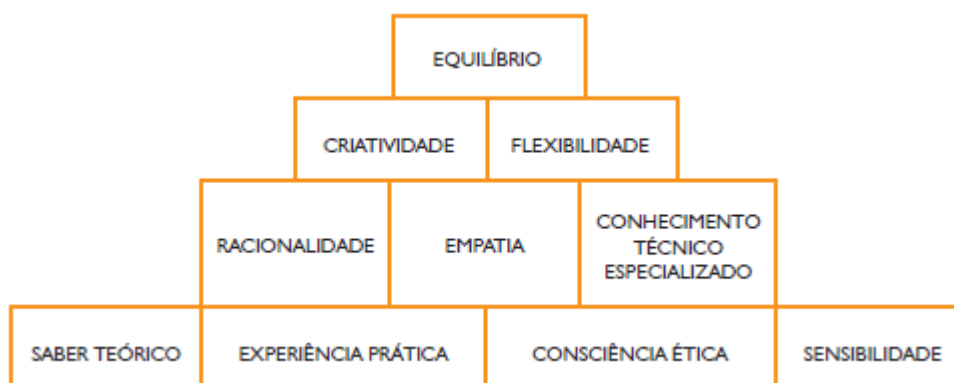 EQUILÍBRIO
CRIATIVIDADE
FLEXIBILIDADE
RACIONALIDADE
EMPATIA
CONHECIMENTO
TÉCNICO
ESPECIALIZADO
SABER TEÓRICO
EXPERIÊNCIA PRÁTICA
CONSCIÊNCIA ÉTICA
SENSIBILIDADE